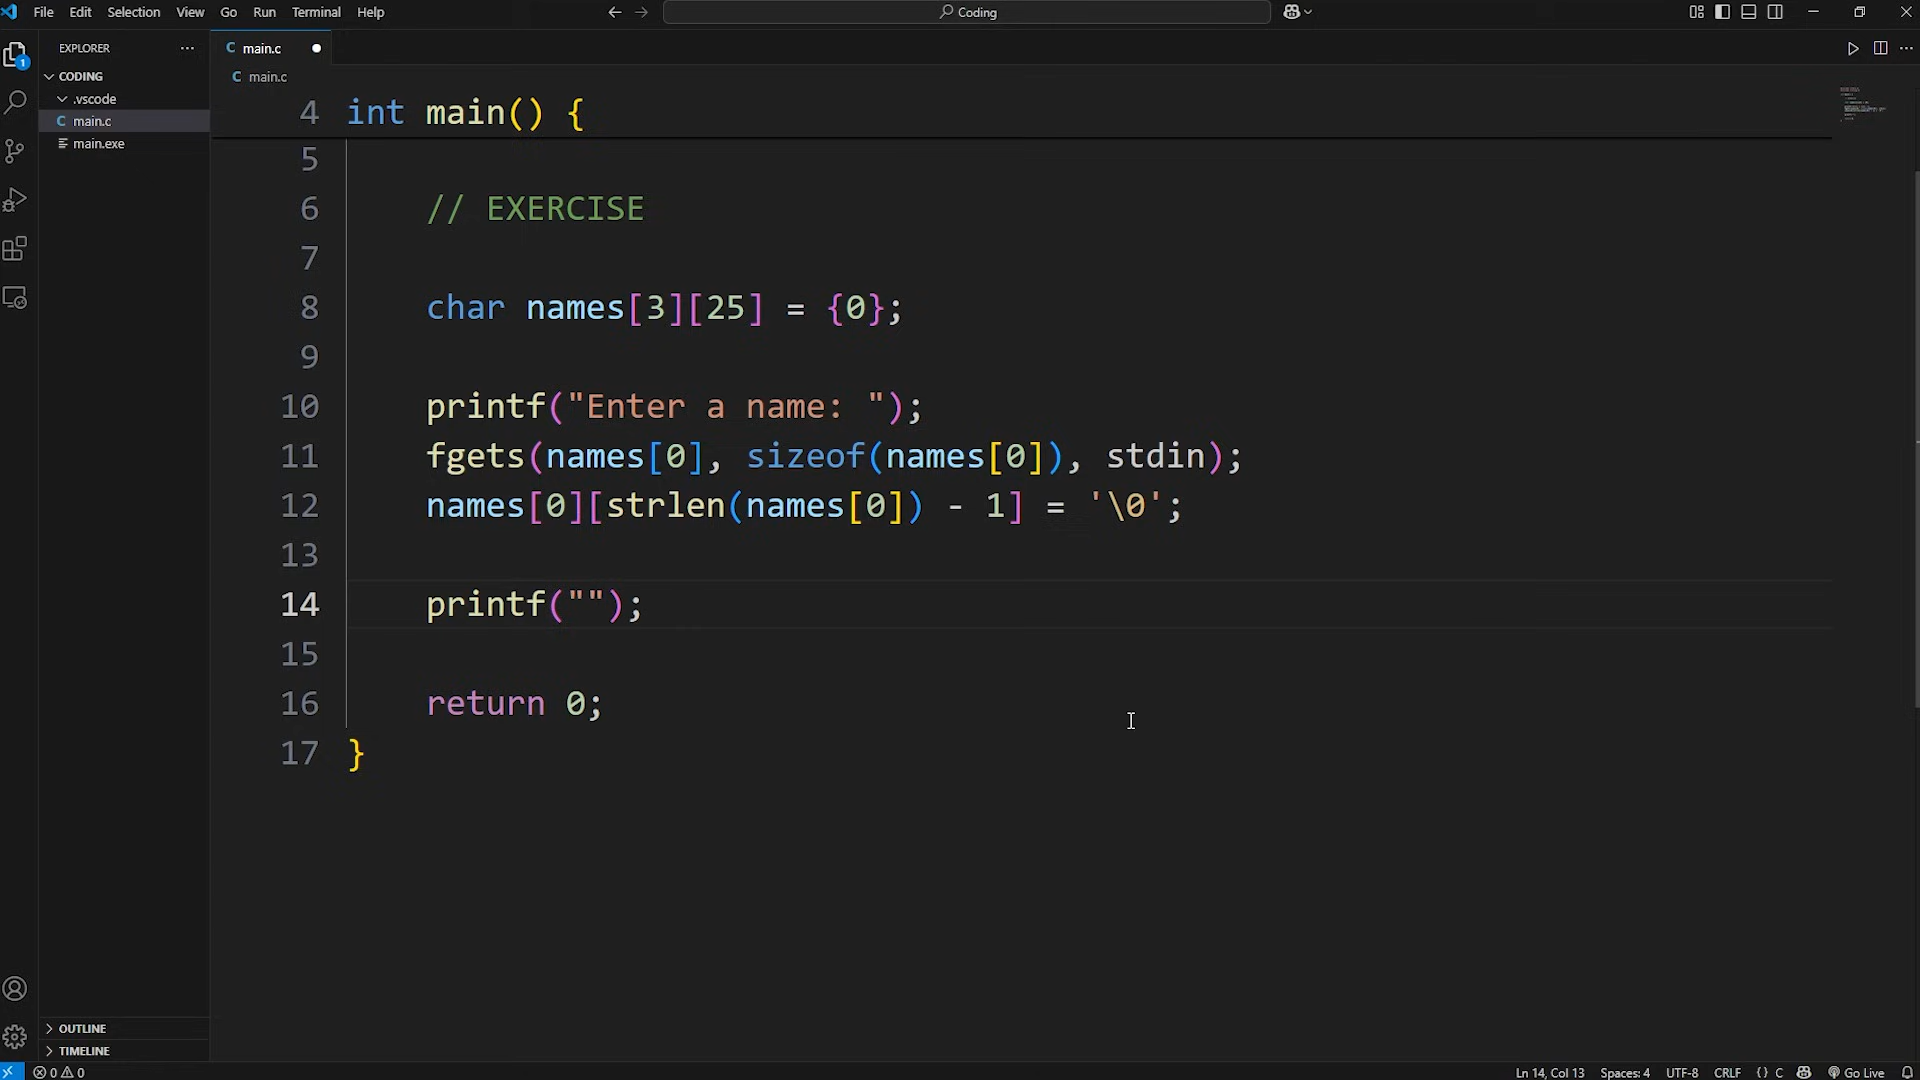 File Edit Selection View Go Run Terminal Help
Coding
EXPLORER
main.c
1
CODING
main.c
.vscode
main.c
main.exe
4 int main() {
5
6 // EXERCISE
7
8 char names[3][25] = {0};
9
10 printf("Enter a name: ");
11 fgets(names[0], sizeof(names[0]), stdin);
12 names[0][strlen(names[0]) - 1] = '\0';
13
14 printf("");
15
16 return 0;
17 }
OUTLINE
TIMELINE
0 0 Ln 14, Col 13 Spaces: 4 UTF-8 CRLF {} C Go Live